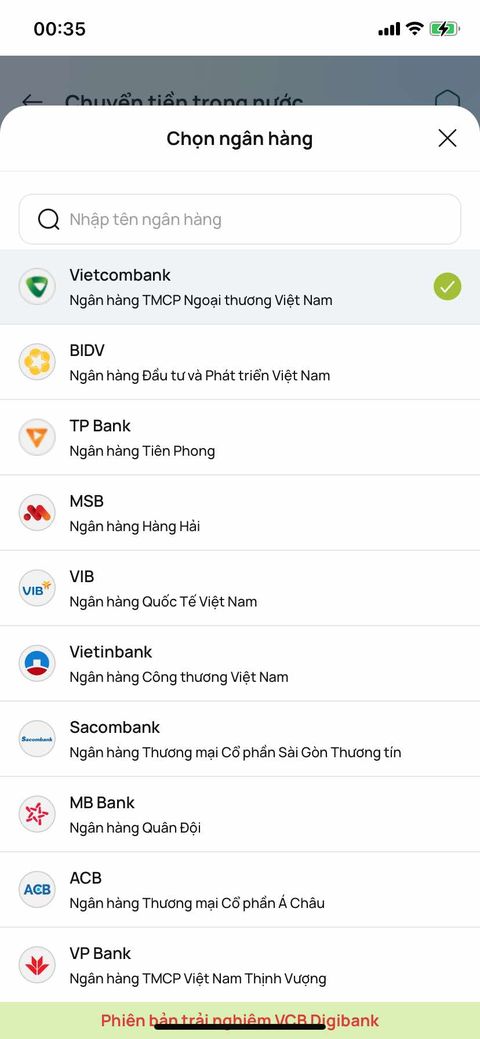 00:35
Chuyển tiền trong nước
Chọn ngân hàng
Nhập tên ngân hàng
Vietcombank
Ngân hàng TMCP Ngoại thương Việt Nam
BIDV
Ngân hàng Đầu tư và Phát triển Việt Nam
TP Bank
Ngân hàng Tiên Phong
MSB
Ngân hàng Hàng Hải
VIB
VIB
Ngân hàng Quốc Tế Việt Nam
Vietinbank
Ngân hàng Công thương Việt Nam
Sacombank
Sacombank
Ngân hàng Thương mại Cổ phần Sài Gòn Thương tín
MB Bank
Ngân hàng Quân Đội
ACB
ACB
Ngân hàng Thương mại Cổ phần Á Châu
VP Bank
Ngân hàng TMCP Việt Nam Thịnh Vượng
Phiên bản trải nghiệm VCB Digibank